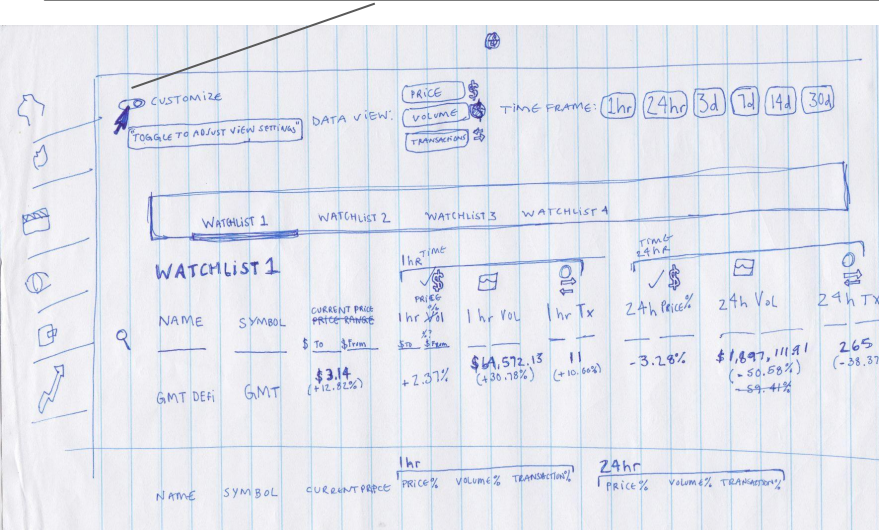 CUSTOMIZE
"TOGGLE TO ADJUST VIEW SETTINGS"
DATA VIEW:
PRICE $
VOLUME
TRANSACTIONS
TIME FRAME: 1hr 24hr 3d 7d 14d 30d
WATCHLIST 1 WATCHLIST 2 WATCHLIST 3 WATCHLIST 4
WATCHLIST 1
1hr TIME
TIME 24hR
$ $
NAME SYMBOL CURRENT PRICE PRICE RANGE PRICE % 1hr Vol 1hr VOL 1hr Tx 24h PRICE% 24h VOL 24h Tx
$ TO $From $TO $From
GMT DEFi GMT $3.14 +2.37% $64,572.13 11 -3.28% $1,897,111.91 265
(+12.82%) (+30.78%) (+10.00%) (-50.58%) (-38.37
-59.41%
1hr 24hr
NAME SYMBOL CURRENT PRICE PRICE% VOLUME% TRANSACTION% PRICE% VOLUME% TRANSACTION%